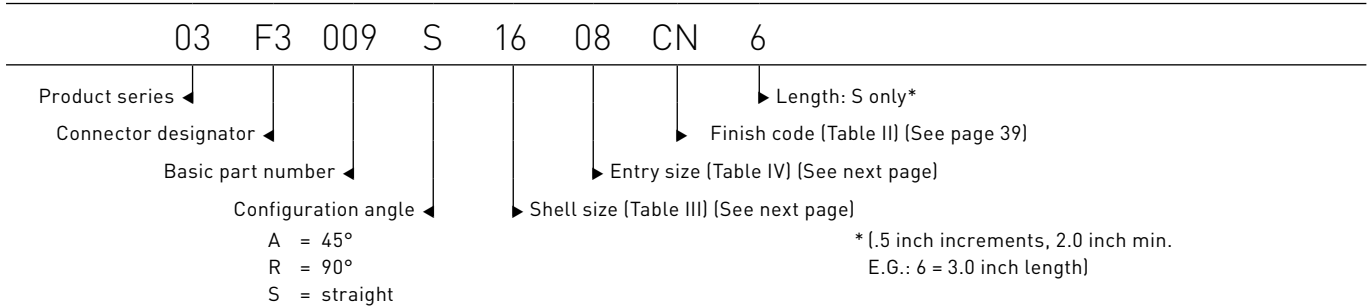 03 F3 009 S 16 08 CN 6
Product series
Length: S only*
Connector designator
Finish code (Table II) (See page 39)
Basic part number
Entry size (Table IV) (See next page)
Configuration angle
Shell size (Table III) (See next page)
A = 45°
R = 90°
S = straight
* (.5 inch increments, 2.0 inch min.
E.G.: 6 = 3.0 inch length)